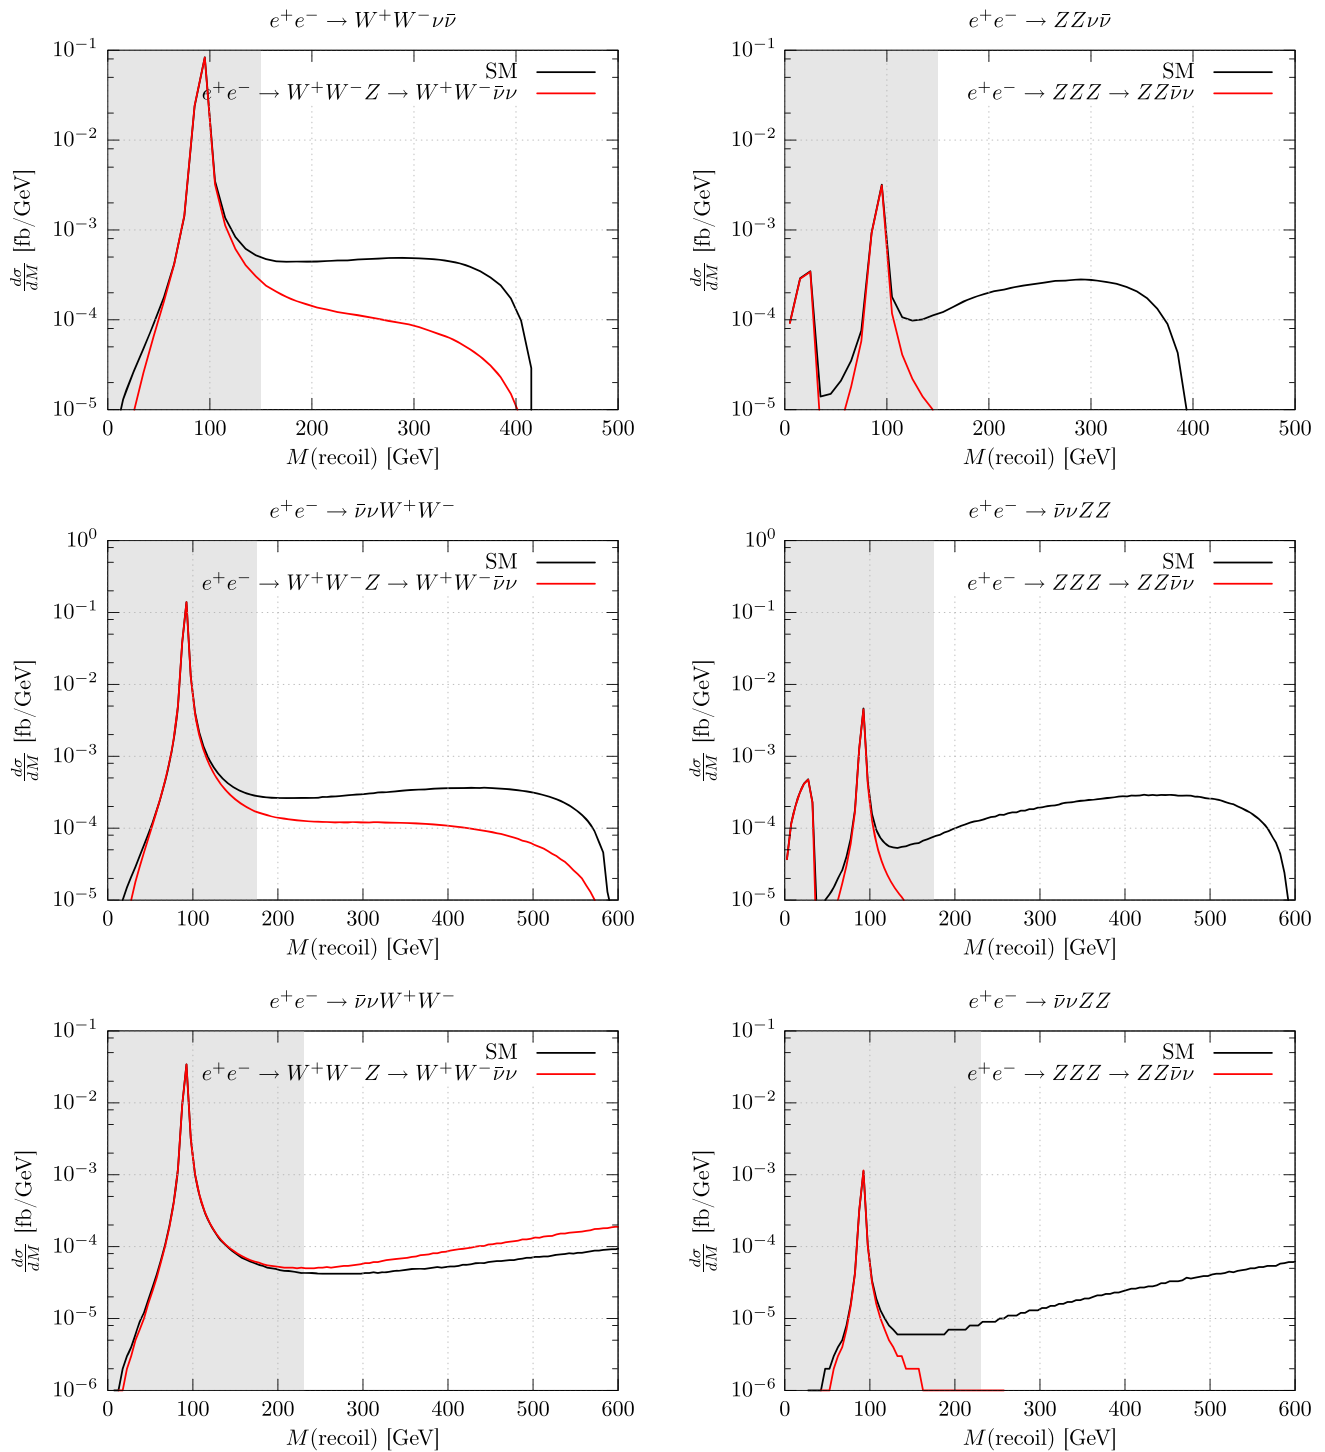 e⁺e⁻ → W⁺W⁻νν̄
10⁻¹
10⁻²
10⁻³
10⁻⁴
10⁻⁵
dσ/dM [fb/GeV]
SM
e⁺e⁻ → W⁺W⁻Z → W⁺W⁻ν̄ν
0 100 200 300 400 500
M(recoil) [GeV]
e⁺e⁻ → ZZνν̄
10⁻¹
10⁻²
10⁻³
10⁻⁴
10⁻⁵
dσ/dM [fb/GeV]
SM
e⁺e⁻ → ZZZ → ZZν̄ν
0 100 200 300 400 500
M(recoil) [GeV]
e⁺e⁻ → ν̄νW⁺W⁻
10⁰
10⁻¹
10⁻²
10⁻³
10⁻⁴
10⁻⁵
dσ/dM [fb/GeV]
SM
e⁺e⁻ → W⁺W⁻Z → W⁺W⁻ν̄ν
0 100 200 300 400 500 600
M(recoil) [GeV]
e⁺e⁻ → ν̄νZZ
10⁰
10⁻¹
10⁻²
10⁻³
10⁻⁴
10⁻⁵
dσ/dM [fb/GeV]
SM
e⁺e⁻ → ZZZ → ZZν̄ν
0 100 200 300 400 500 600
M(recoil) [GeV]
e⁺e⁻ → ν̄νW⁺W⁻
10⁻¹
10⁻²
10⁻³
10⁻⁴
10⁻⁵
10⁻⁶
dσ/dM [fb/GeV]
SM
e⁺e⁻ → W⁺W⁻Z → W⁺W⁻ν̄ν
0 100 200 300 400 500 600
M(recoil) [GeV]
e⁺e⁻ → ν̄νZZ
10⁻¹
10⁻²
10⁻³
10⁻⁴
10⁻⁵
10⁻⁶
dσ/dM [fb/GeV]
SM
e⁺e⁻ → ZZZ → ZZν̄ν
0 100 200 300 400 500 600
M(recoil) [GeV]